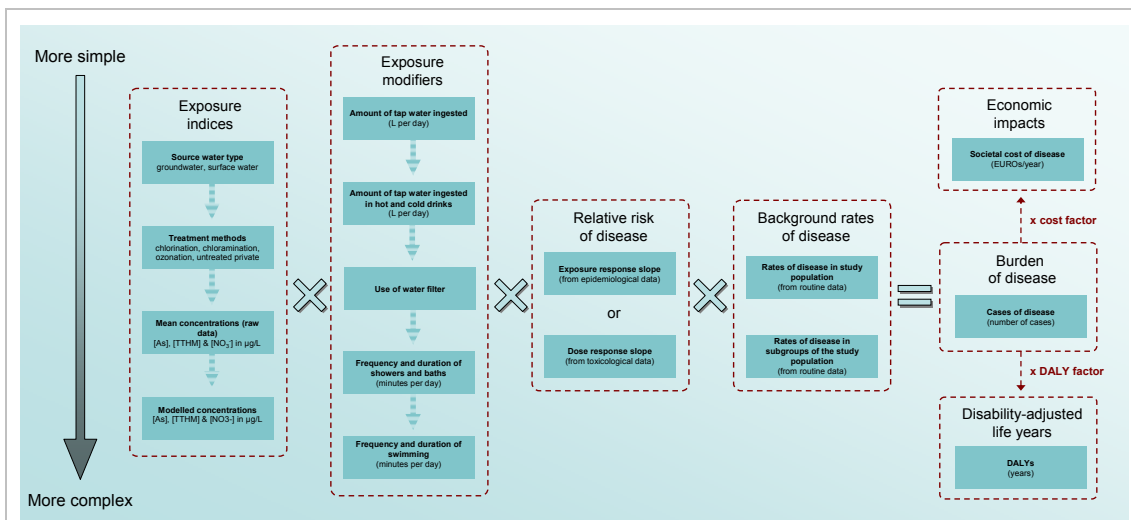 More simple
Exposure
indices
Source water type
groundwater, surface water
Treatment methods
chlorination, chloramination,
ozonation, untreated private
Mean concentrations (raw
data)
[As], [TTHM] & [NO₃⁻] in µg/L
Modelled concentrations
[As], [TTHM] & [NO3-] in µg/L
More complex
Exposure
modifiers
Amount of tap water ingested
(L per day)
Amount of tap water ingested
in hot and cold drinks
(L per day)
Use of water filter
Frequency and duration of
showers and baths
(minutes per day)
Frequency and duration of
swimming
(minutes per day)
Relative risk
of disease
Exposure response slope
(from epidemiological data)
or
Dose response slope
(from toxicological data)
Background rates
of disease
Rates of disease in study
population
(from routine data)
Rates of disease in
subgroups of the study
population
(from routine data)
Economic
impacts
Societal cost of disease
(EUROs/year)
x cost factor
Burden
of disease
Cases of disease
(number of cases)
x DALY factor
Disability-adjusted
life years
DALYs
(years)